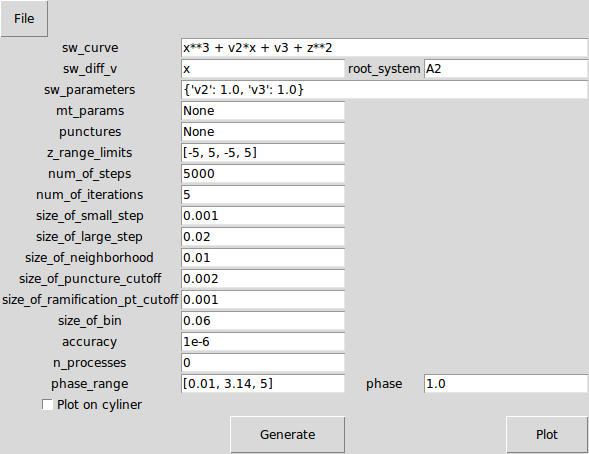 File
sw_curve x**3 + v2*x + v3 + z**2
sw_diff_v x root_system A2
sw_parameters {'v2': 1.0, 'v3': 1.0}
mt_params None
punctures None
z_range_limits [-5, 5, -5, 5]
num_of_steps 5000
num_of_iterations 5
size_of_small_step 0.001
size_of_large_step 0.02
size_of_neighborhood 0.01
size_of_puncture_cutoff 0.002
size_of_ramification_pt_cutoff 0.001
size_of_bin 0.06
accuracy 1e-6
n_processes 0
phase_range [0.01, 3.14, 5] phase 1.0
Plot on cyliner
Generate Plot